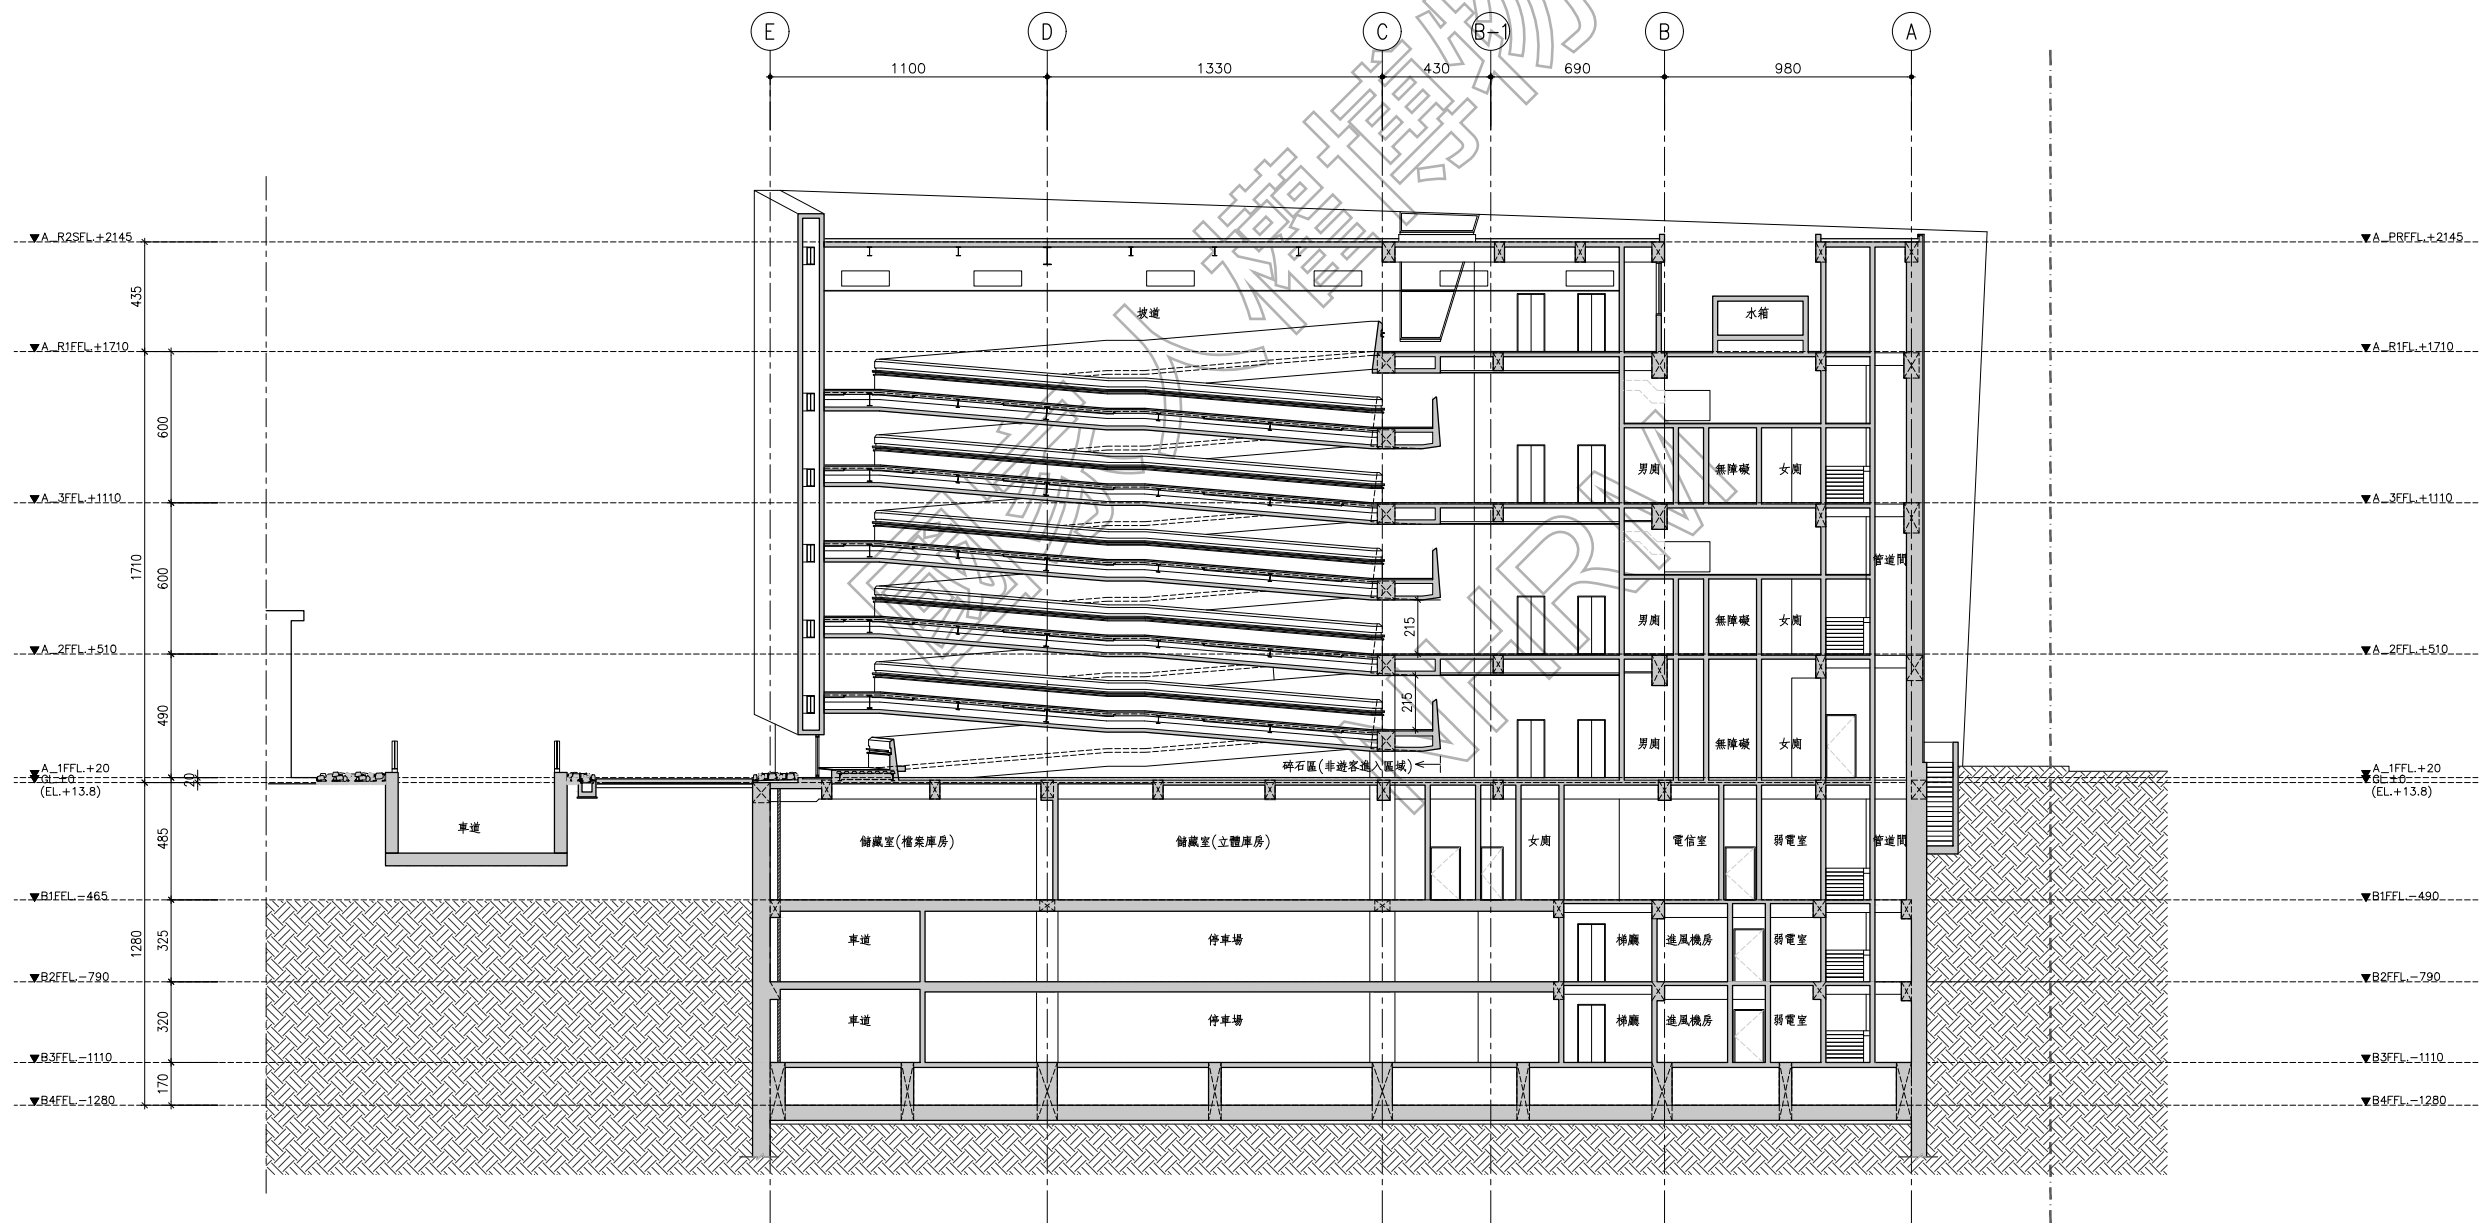 E D C B-1 B A
1100 1330 430 690 980
A_R2SFL.+2145
A_PRFFL.+2145
435
坡道
水箱
A_R1FFL.+1710
A_R1FL.+1710
600
男廁 無障礙 女廁
A_3FFL.+1110
A_3FFL.+1110
管道間
1710
600
215
男廁 無障礙 女廁
A_2FFL.+510
A_2FFL.+510
490
215
男廁 無障礙 女廁
碎石區(非遊客進入區域)
A_1FFL.+20
GL.±0
(EL.+13.8)
20
A_1FFL.+20
GL.±0
(EL.+13.8)
車道
485
儲藏室(檔案庫房) 儲藏室(立體庫房) 女廁 電信室 弱電室 管道間
B1FFL.-465
B1FFL.-490
1280
325
車道 停車場 梯廳 進風機房 弱電室
B2FFL.-790
B2FFL.-790
320
車道 停車場 梯廳 進風機房 弱電室
B3FFL.-1110
B3FFL.-1110
170
B4FFL.-1280
B4FFL.-1280
國家人權博物
NHRM